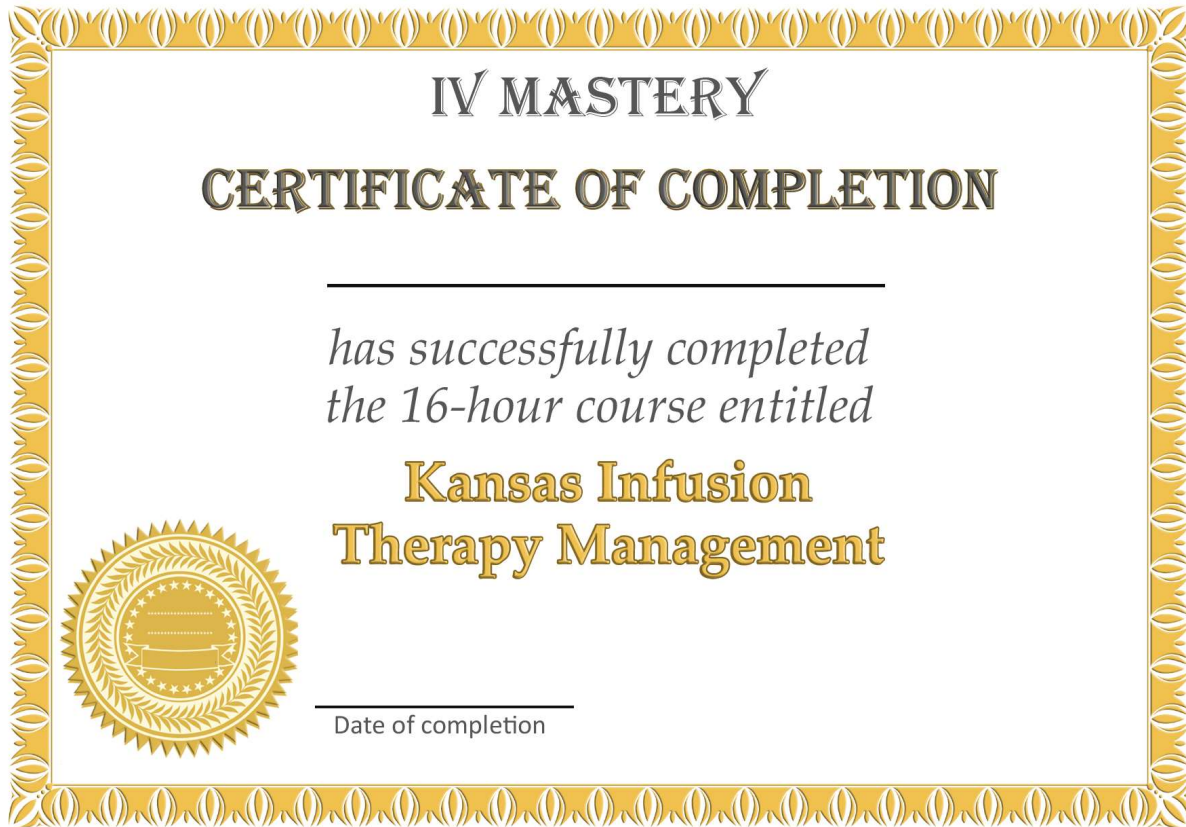 IV MASTERY
CERTIFICATE OF COMPLETION
has successfully completed
the 16-hour course entitled
Kansas Infusion
Therapy Management
Date of completion